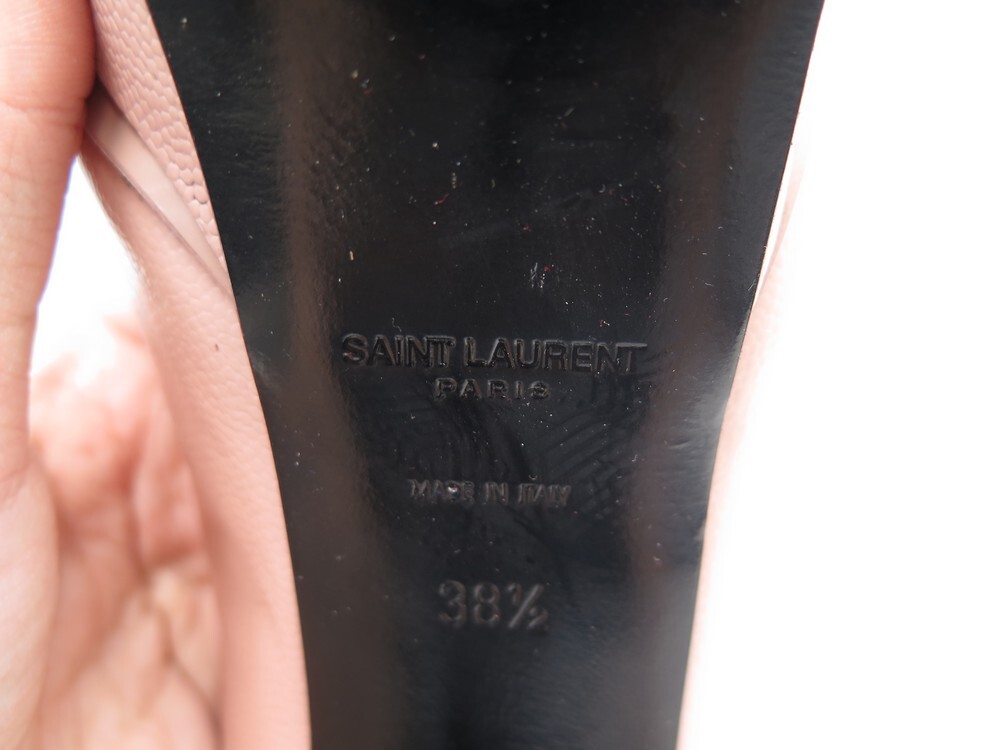 SAINT LAURENT
PARIS
MADE IN ITALY
38½